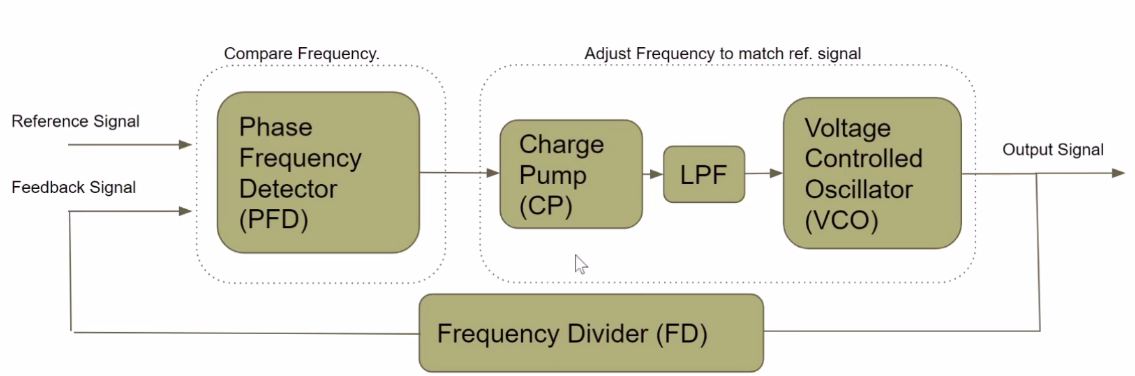 Compare Frequency.
Adjust Frequency to match ref. signal
Reference Signal
Feedback Signal
Phase
Frequency
Detector
(PFD)
Charge
Pump
(CP)
LPF
Voltage
Controlled
Oscillator
(VCO)
Output Signal
Frequency Divider (FD)